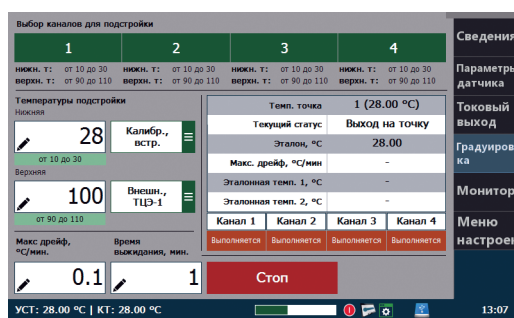 Выбор каналов для подстройки
1 2 3 4
нижн. т: от 10 до 30 нижн. т: от 10 до 30 нижн. т: от 10 до 30 нижн. т: от 10 до 30
верхн. т: от 90 до 110 верхн. т: от 90 до 110 верхн. т: от 90 до 110 верхн. т: от 90 до 110
Температуры подстройки
Нижняя
28
Калибр.,
встр.
от 10 до 30
Верхняя
100
Внешн.,
ТЦЭ-1
от 90 до 110
Макс дрейф,
°C/мин.
0.1
Время
выжидания, мин.
1
Темп. точка 1 (28.00 °C)
Текущий статус Выход на точку
Эталон, °C 28.00
Макс. дрейф, °C/мин -
Эталонная темп. 1, °C -
Эталонная темп. 2, °C -
Канал 1 Канал 2 Канал 3 Канал 4
Выполняется Выполняется Выполняется Выполняется
Стоп
Сведения
Параметры
датчика
Токовый
выход
Градуиров
ка
Монитор
Меню
настроек
УСТ: 28.00 °C | КТ: 28.00 °C
13:07